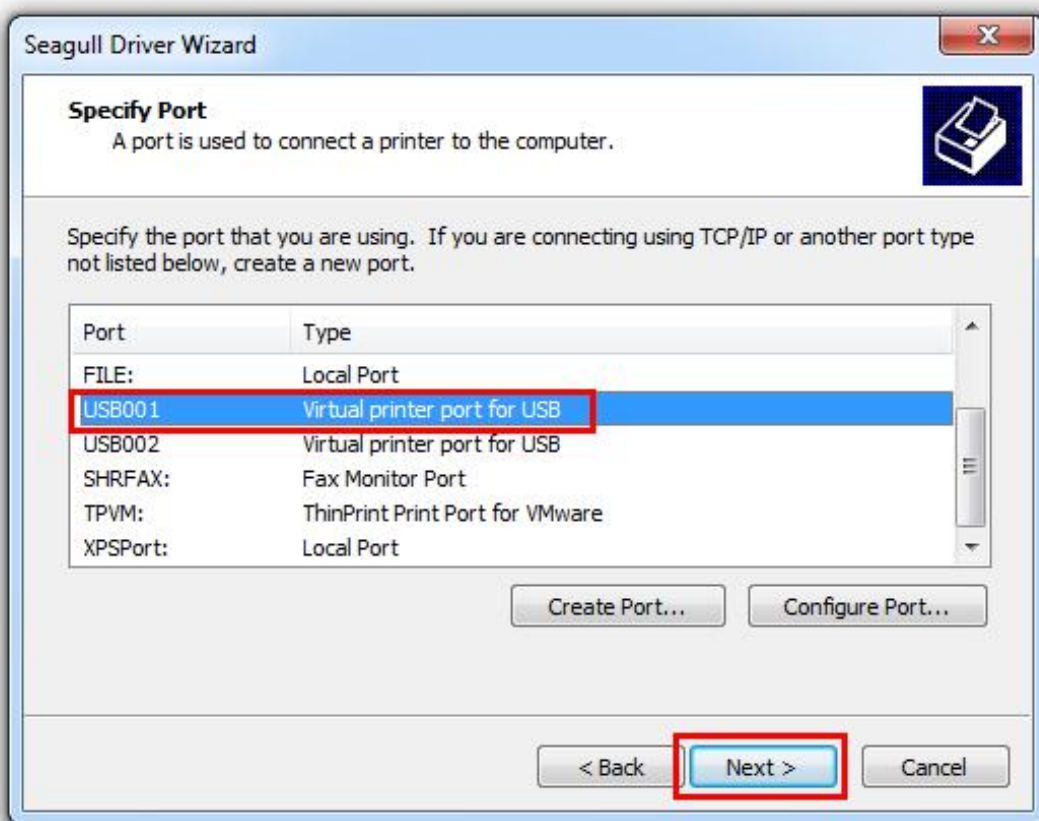 Seagull Driver Wizard
Specify Port
A port is used to connect a printer to the computer.
Specify the port that you are using. If you are connecting using TCP/IP or another port type
not listed below, create a new port.
Port Type
FILE: Local Port
USB001 Virtual printer port for USB
USB002 Virtual printer port for USB
SHRFAX: Fax Monitor Port
TPVM: ThinPrint Print Port for VMware
XPSPort: Local Port
Create Port... Configure Port...
< Back Next > Cancel